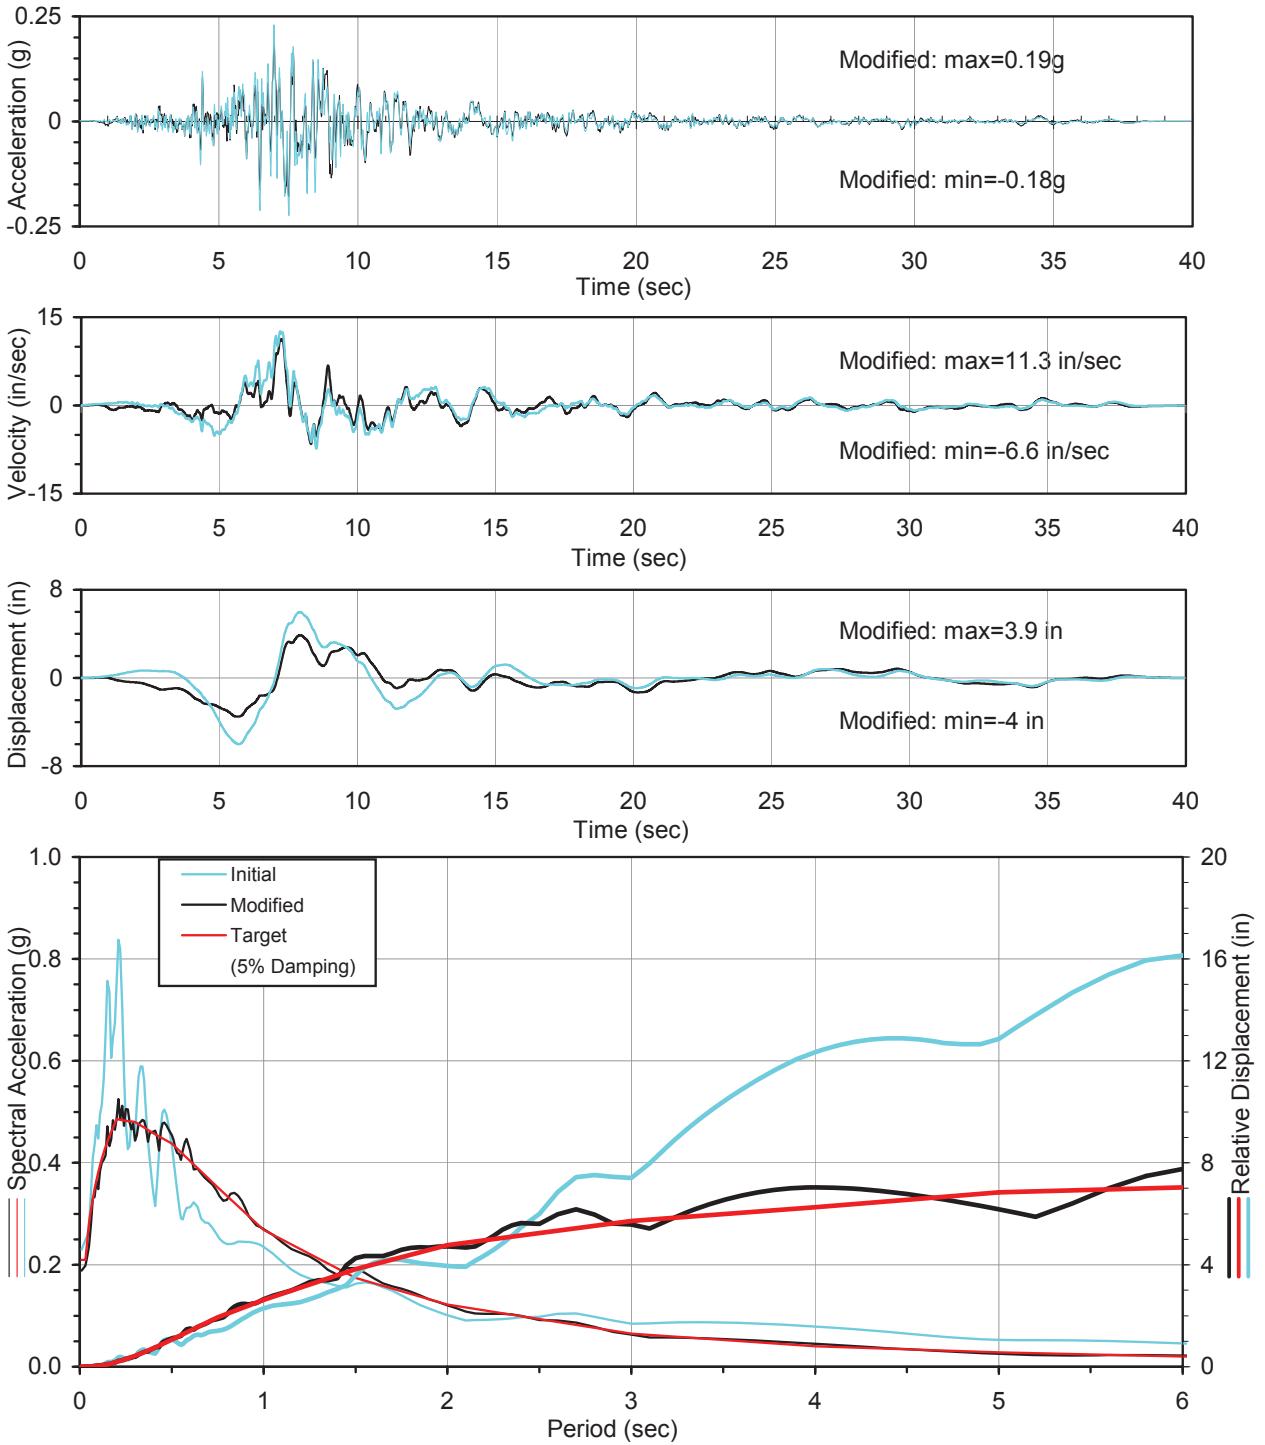 0.25
Modified: max=0.19g
0
Modified: min=-0.18g
-0.25
- Acceleration (g)
0 5 10 15 20 25 30 35 40
Time (sec)
15
Modified: max=11.3 in/sec
0
Modified: min=-6.6 in/sec
-15
Velocity (in/sec)
0 5 10 15 20 25 30 35 40
Time (sec)
8
Modified: max=3.9 in
0
Modified: min=-4 in
-8
Displacement (in)
0 5 10 15 20 25 30 35 40
Time (sec)
1.0 20
Initial
Modified
Target
(5% Damping)
0.8 16
0.6 12
0.4 8
0.2 4
0.0 0
Spectral Acceleration (g)
Relative Displacement (in)
0 1 2 3 4 5 6
Period (sec)